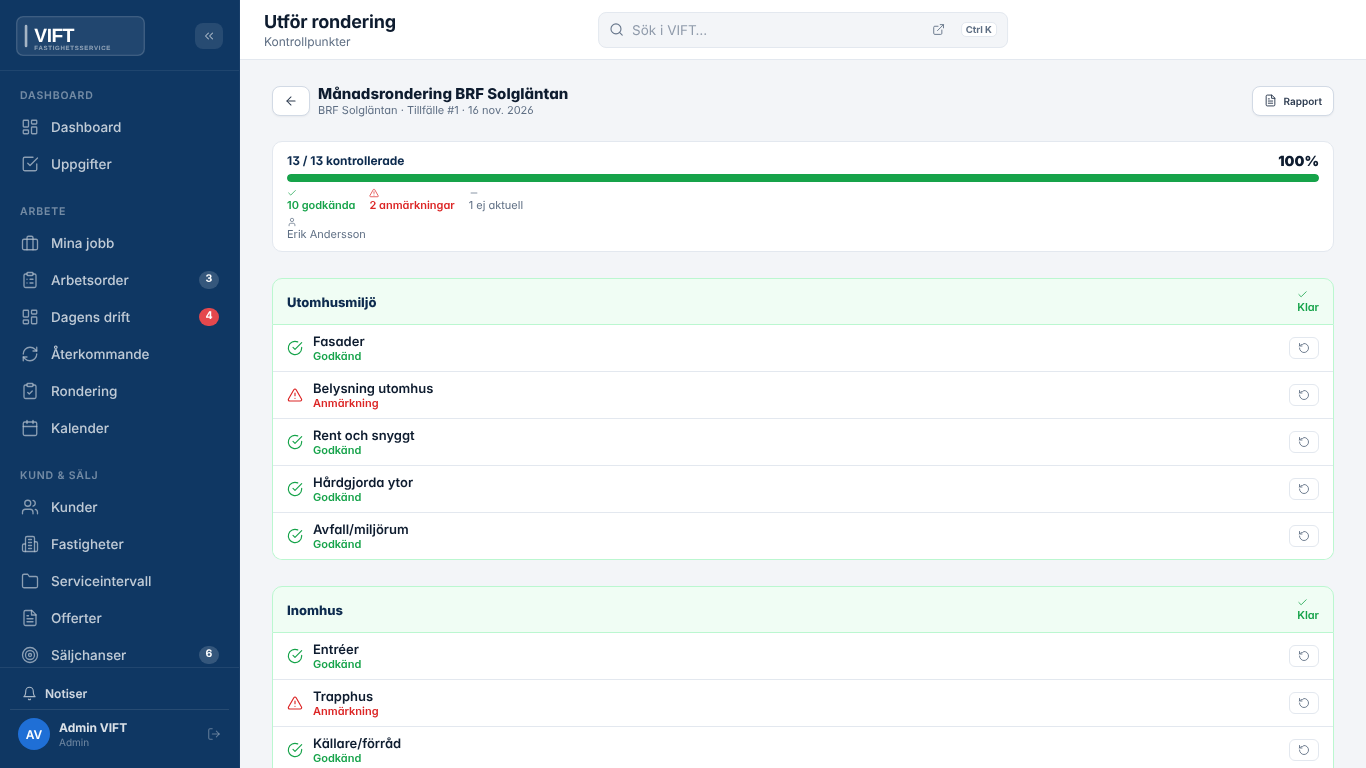 VIFT
FASTIGHETSSERVICE
DASHBOARD
Dashboard
Uppgifter
ARBETE
Mina jobb
Arbetsorder 3
Dagens drift 4
Återkommande
Rondering
Kalender
KUND & SÄLJ
Kunder
Fastigheter
Serviceintervall
Offerter
Säljchanser 6
Notiser
AV
Admin VIFT
Admin
Utför rondering
Kontrollpunkter
Sök i VIFT...
Ctrl K
Månadsrondering BRF Solgläntan
BRF Solgläntan · Tillfälle #1 · 16 nov. 2026
Rapport
13 / 13 kontrollerade 100%
10 godkända 2 anmärkningar 1 ej aktuell
Erik Andersson
Utomhusmiljö
Klar
Fasader
Godkänd
Belysning utomhus
Anmärkning
Rent och snyggt
Godkänd
Hårdgjorda ytor
Godkänd
Avfall/miljörum
Godkänd
Inomhus
Klar
Entréer
Godkänd
Trapphus
Anmärkning
Källare/förråd
Godkänd